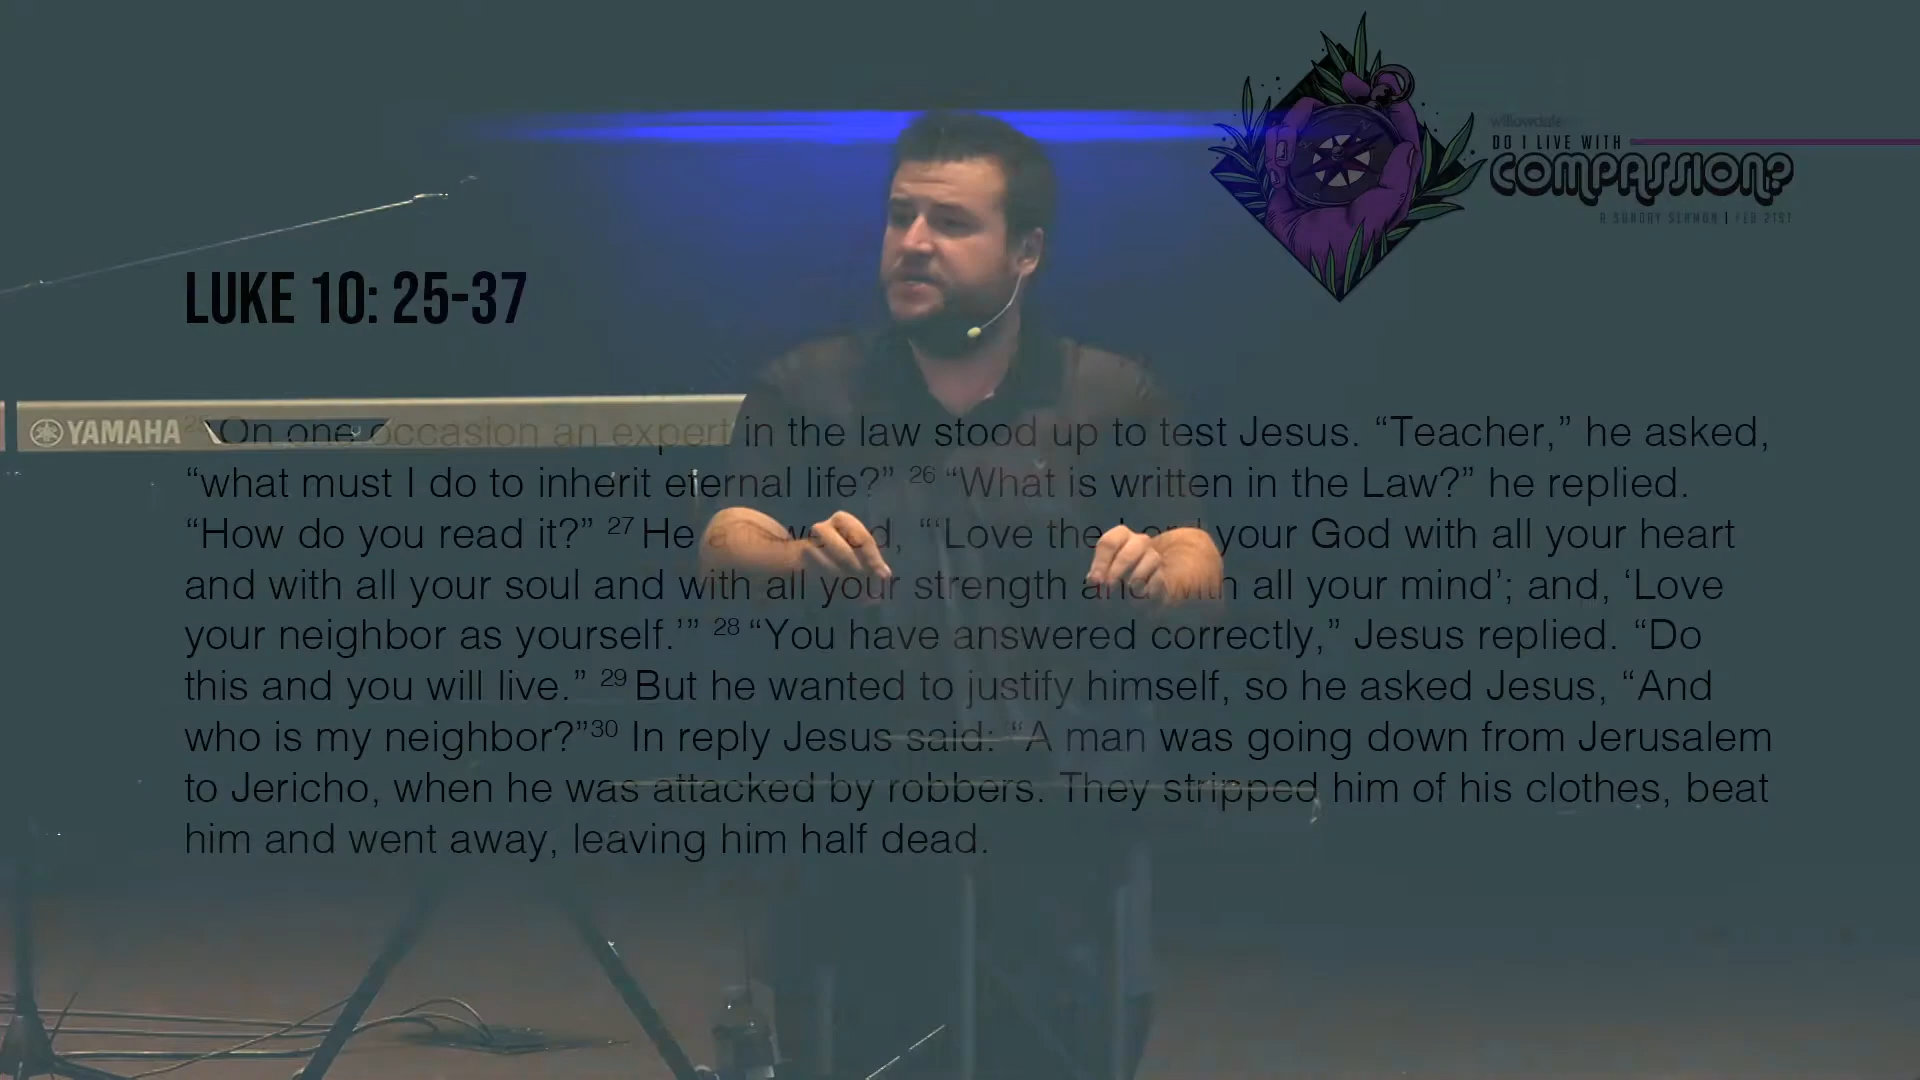 willowdale
DO I LIVE WITH
COMPASSION?
A SUNDAY SERMON | FEB 21ST
LUKE 10: 25-37
YAMAHA
25 On one occasion an expert in the law stood up to test Jesus. “Teacher,” he asked,
“what must I do to inherit eternal life?” 26 “What is written in the Law?” he replied.
“How do you read it?” 27 He answered, “‘Love the Lord your God with all your heart
and with all your soul and with all your strength and with all your mind’; and, ‘Love
your neighbor as yourself.’” 28 “You have answered correctly,” Jesus replied. “Do
this and you will live.” 29 But he wanted to justify himself, so he asked Jesus, “And
who is my neighbor?”30 In reply Jesus said: “A man was going down from Jerusalem
to Jericho, when he was attacked by robbers. They stripped him of his clothes, beat
him and went away, leaving him half dead.